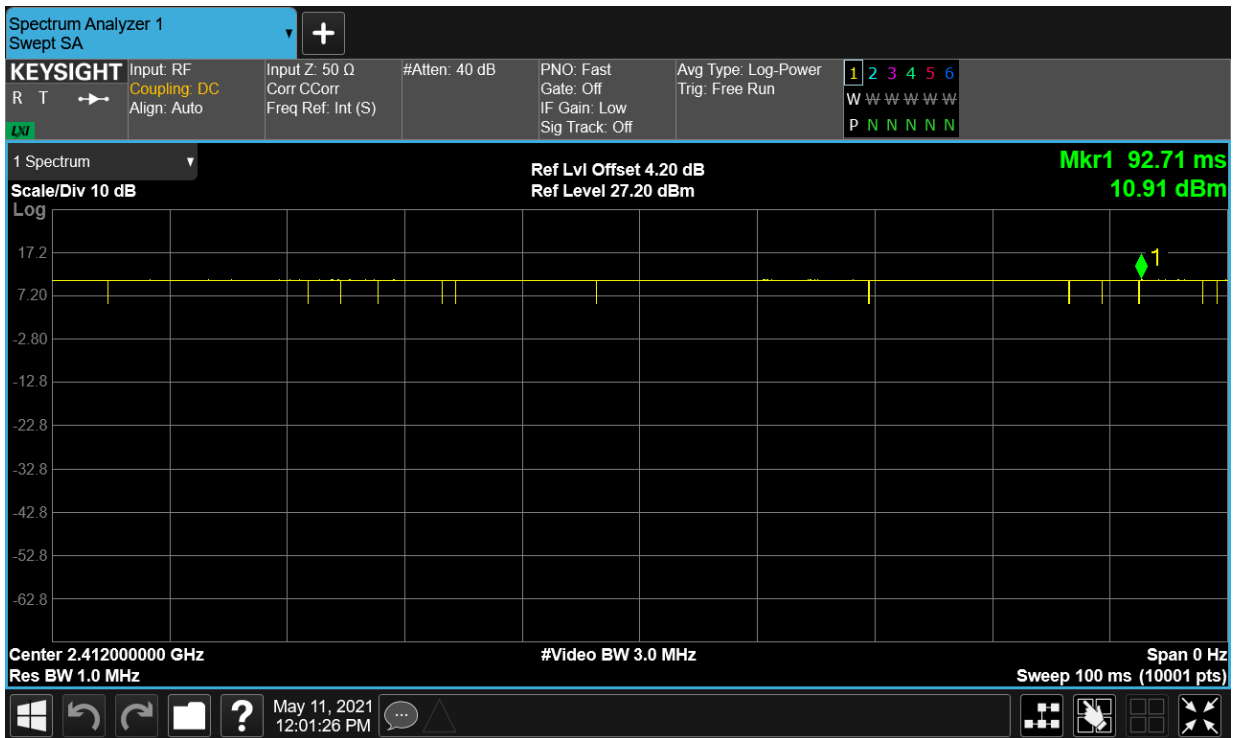 Spectrum Analyzer 1
Swept SA
KEYSIGHT
R T
LXI
Input: RF
Coupling: DC
Align: Auto
Input Z: 50 Ω
Corr CCorr
Freq Ref: Int (S)
#Atten: 40 dB
PNO: Fast
Gate: Off
IF Gain: Low
Sig Track: Off
Avg Type: Log-Power
Trig: Free Run
1 2 3 4 5 6
W W W W W W
P N N N N N
1 Spectrum
Scale/Div 10 dB
Log
Ref Lvl Offset 4.20 dB
Ref Level 27.20 dBm
Mkr1 92.71 ms
10.91 dBm
1
17.2
7.20
-2.80
-12.8
-22.8
-32.8
-42.8
-52.8
-62.8
Center 2.412000000 GHz
Res BW 1.0 MHz
#Video BW 3.0 MHz
Span 0 Hz
Sweep 100 ms (10001 pts)
?
May 11, 2021
12:01:26 PM